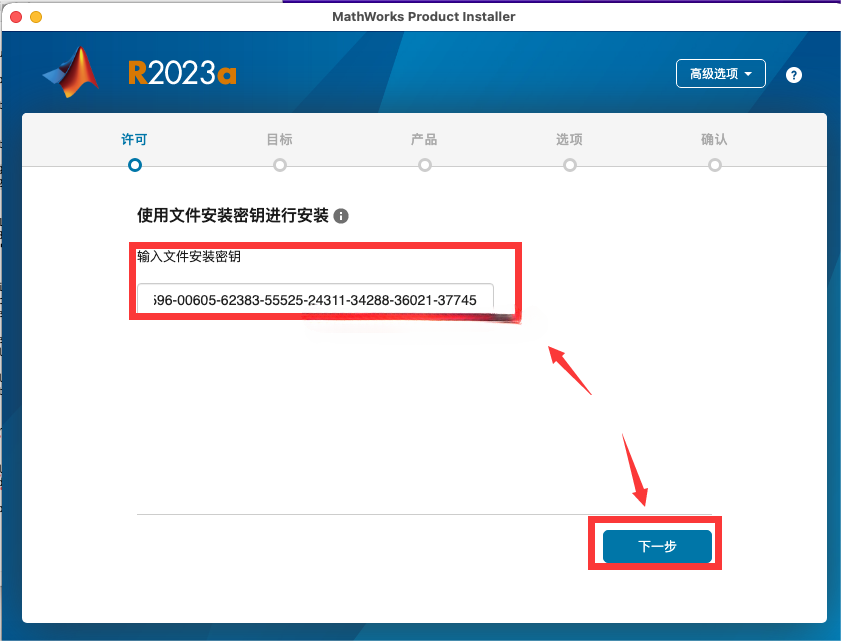 MathWorks Product Installer
R2023a
高级选项
?
许可
目标
产品
选项
确认
使用文件安装密钥进行安装
输入文件安装密钥
96-00605-62383-55525-24311-34288-36021-37745
下一步